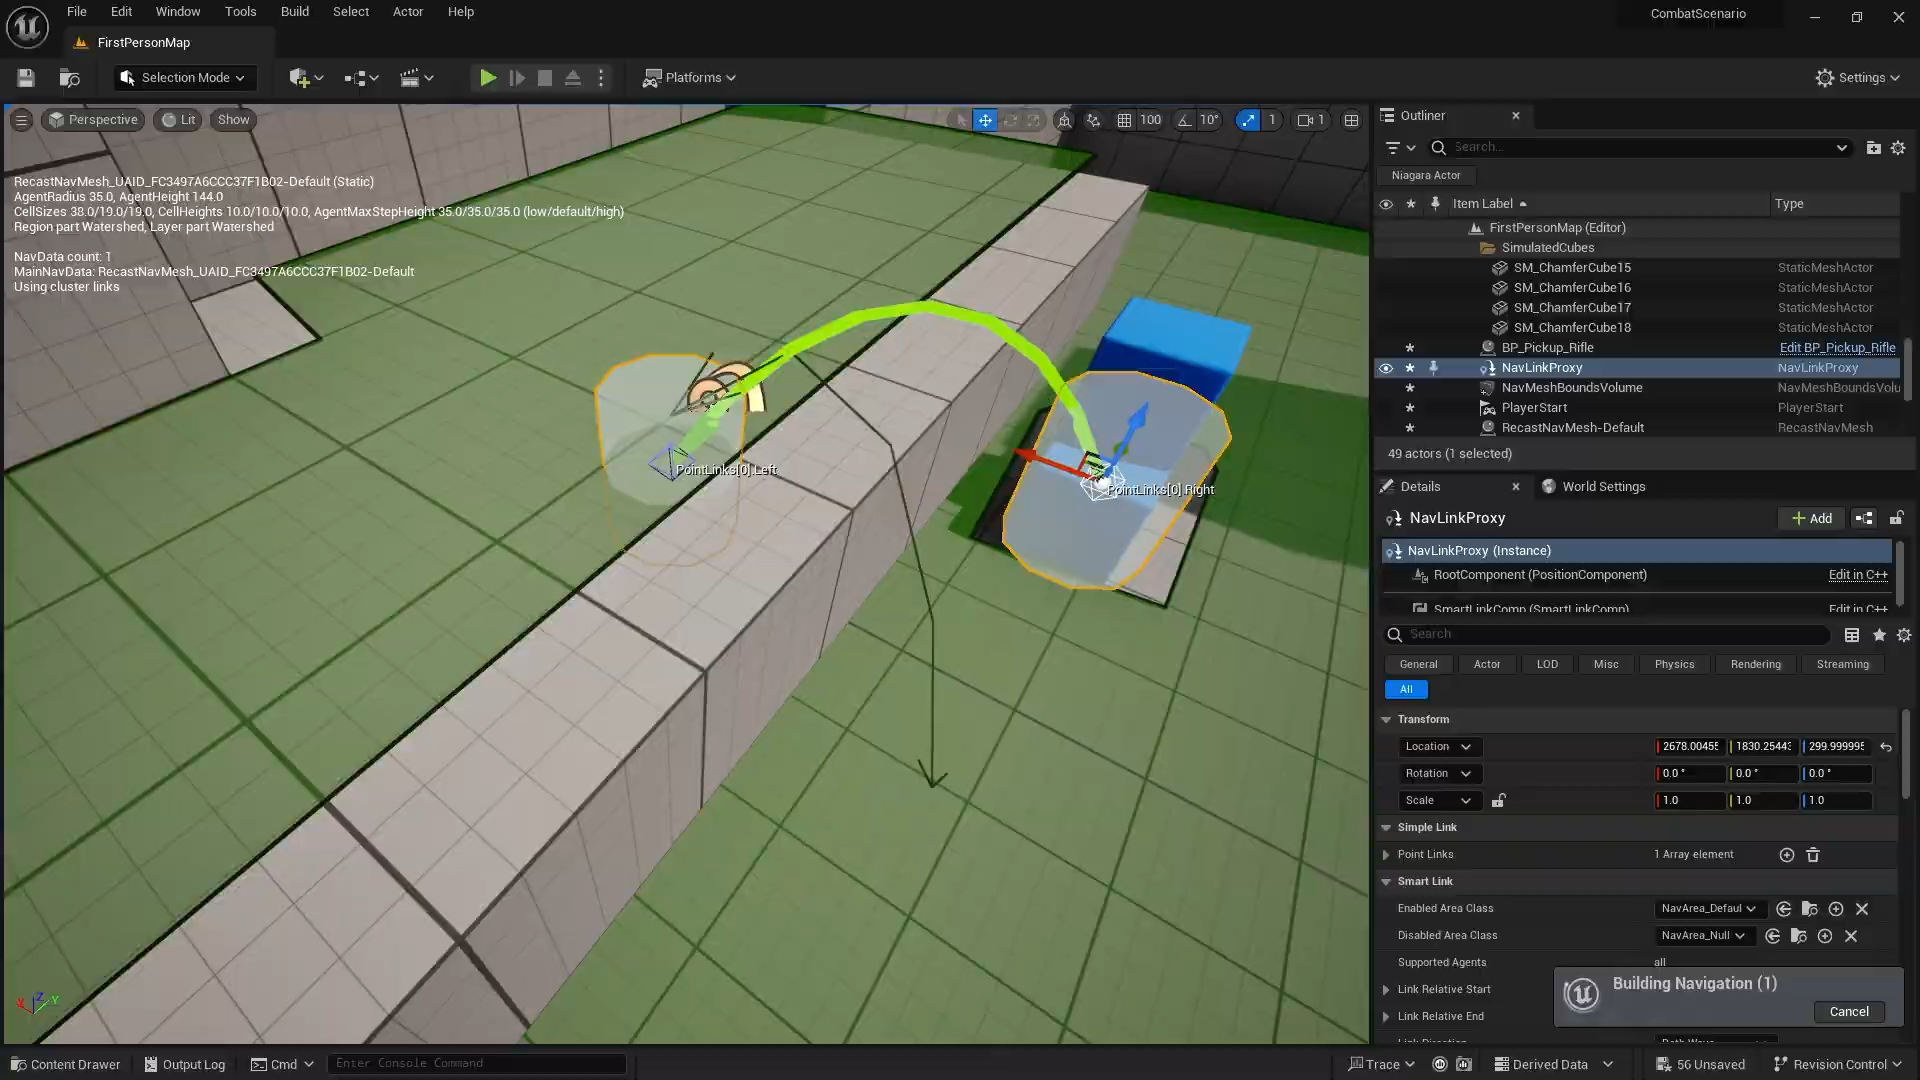 File Edit Window Tools Build Select Actor Help
CombatScenario
FirstPersonMap
Selection Mode
Platforms
Settings
Perspective Lit Show
100 10° 1 1
RecastNavMesh_UAID_FC3497A6CCC37F1B02-Default (Static)
AgentRadius 35.0, AgentHeight 144.0
CellSizes 38.0/19.0/19.0, CellHeights 10.0/10.0/10.0, AgentMaxStepHeight 35.0/35.0/35.0 (low/default/high)
Region part Watershed, Layer part Watershed
NavData count: 1
MainNavData: RecastNavMesh_UAID_FC3497A6CCC37F1B02-Default
Using cluster links
PointLinks[0] Left
PointLinks[0] Right
X Z Y
Outliner
Search...
Niagara Actor
Item Label Type
FirstPersonMap (Editor)
SimulatedCubes
SM_ChamferCube15 StaticMeshActor
SM_ChamferCube16 StaticMeshActor
SM_ChamferCube17 StaticMeshActor
SM_ChamferCube18 StaticMeshActor
BP_Pickup_Rifle Edit BP_Pickup_Rifle
NavLinkProxy NavLinkProxy
NavMeshBoundsVolume NavMeshBoundsVolu
PlayerStart PlayerStart
RecastNavMesh-Default RecastNavMesh
49 actors (1 selected)
Details World Settings
NavLinkProxy Add
NavLinkProxy (Instance)
RootComponent (PositionComponent) Edit in C++
SmartLinkComp (SmartLinkComp) Edit in C++
Search
General Actor LOD Misc Physics Rendering Streaming
All
Transform
Location 2678.00455 1830.25443 299.999995
Rotation 0.0 ° 0.0 ° 0.0 °
Scale 1.0 1.0 1.0
Simple Link
Point Links 1 Array element
Smart Link
Enabled Area Class NavArea_Defaul
Disabled Area Class NavArea_Null
Supported Agents all
Link Relative Start
Link Relative End
Building Navigation (1)
Cancel
Content Drawer Output Log Cmd Enter Console Command
Trace Derived Data 56 Unsaved Revision Control